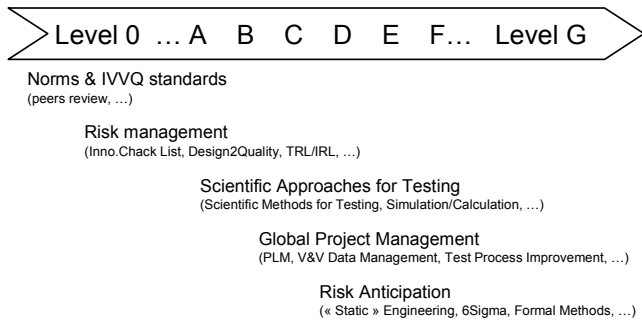 Level 0 … A B C D E F… Level G
Norms & IVVQ standards
(peers review, …)
Risk management
(Inno.Chack List, Design2Quality, TRL/IRL, …)
Scientific Approaches for Testing
(Scientific Methods for Testing, Simulation/Calculation, …)
Global Project Management
(PLM, V&V Data Management, Test Process Improvement, …)
Risk Anticipation
(« Static » Engineering, 6Sigma, Formal Methods, …)